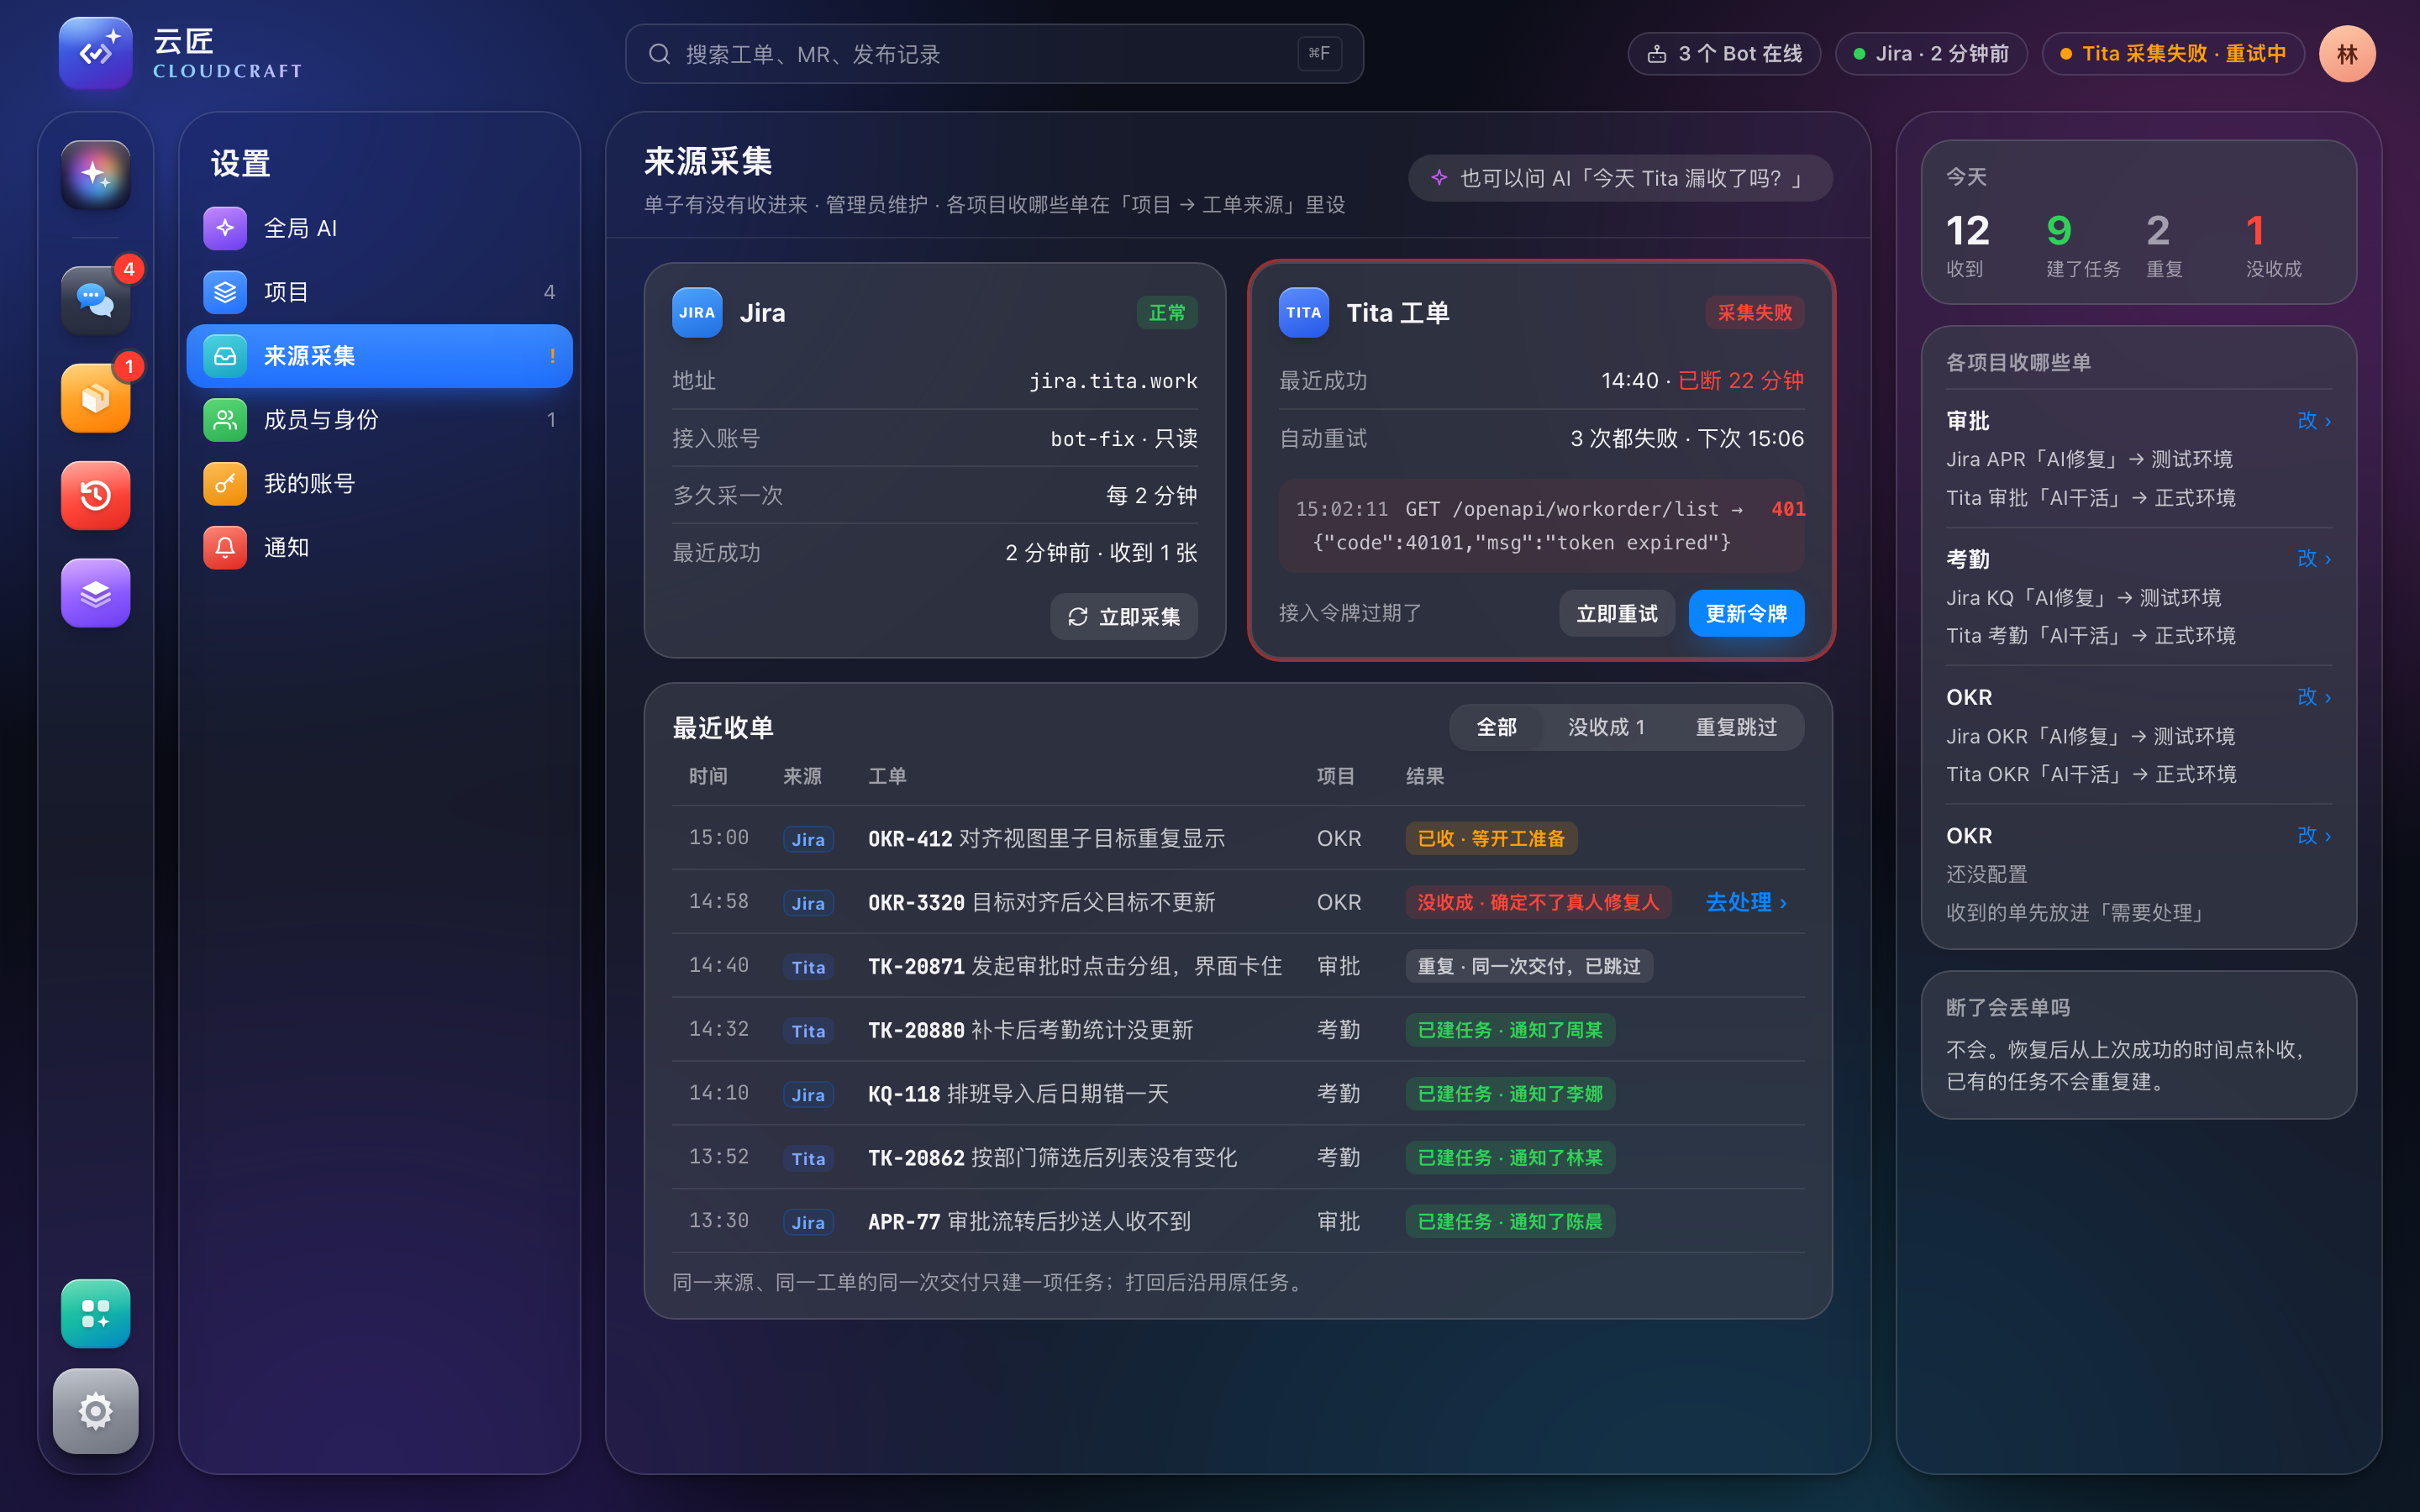 云匠
CLOUDCRAFT
搜索工单、MR、发布记录
⌘F
3 个 Bot 在线
Jira · 2 分钟前
Tita 采集失败 · 重试中
林
4
1
设置
全局 AI
项目
4
来源采集
!
成员与身份
1
我的账号
通知
来源采集
单子有没有收进来 · 管理员维护 · 各项目收哪些单在「项目 → 工单来源」里设
也可以问 AI「今天 Tita 漏收了吗？」
JIRA
Jira
正常
地址
jira.tita.work
接入账号
bot-fix · 只读
多久采一次
每 2 分钟
最近成功
2 分钟前 · 收到 1 张
立即采集
TITA
Tita 工单
采集失败
最近成功
14:40 · 已断 22 分钟
自动重试
3 次都失败 · 下次 15:06
15:02:11 GET /openapi/workorder/list → 401
{"code":40101,"msg":"token expired"}
接入令牌过期了
立即重试
更新令牌
最近收单
全部
没收成 1
重复跳过
时间 来源 工单 项目 结果
15:00 Jira OKR-412 对齐视图里子目标重复显示 OKR 已收 · 等开工准备
14:58 Jira OKR-3320 目标对齐后父目标不更新 OKR 没收成 · 确定不了真人修复人 去处理 ›
14:40 Tita TK-20871 发起审批时点击分组，界面卡住 审批 重复 · 同一次交付，已跳过
14:32 Tita TK-20880 补卡后考勤统计没更新 考勤 已建任务 · 通知了周某
14:10 Jira KQ-118 排班导入后日期错一天 考勤 已建任务 · 通知了李娜
13:52 Tita TK-20862 按部门筛选后列表没有变化 考勤 已建任务 · 通知了林某
13:30 Jira APR-77 审批流转后抄送人收不到 审批 已建任务 · 通知了陈晨
同一来源、同一工单的同一次交付只建一项任务；打回后沿用原任务。
今天
12 9 2 1
收到 建了任务 重复 没收成
各项目收哪些单
审批 改 ›
Jira APR「AI修复」→ 测试环境
Tita 审批「AI干活」→ 正式环境
考勤 改 ›
Jira KQ「AI修复」→ 测试环境
Tita 考勤「AI干活」→ 正式环境
OKR 改 ›
Jira OKR「AI修复」→ 测试环境
Tita OKR「AI干活」→ 正式环境
OKR 改 ›
还没配置
收到的单先放进「需要处理」
断了会丢单吗
不会。恢复后从上次成功的时间点补收，
已有的任务不会重复建。